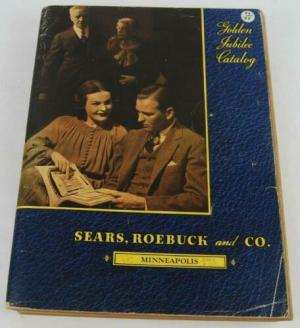 Golden
Jubilee
Catalog
SEARS, ROEBUCK and CO.
MINNEAPOLIS